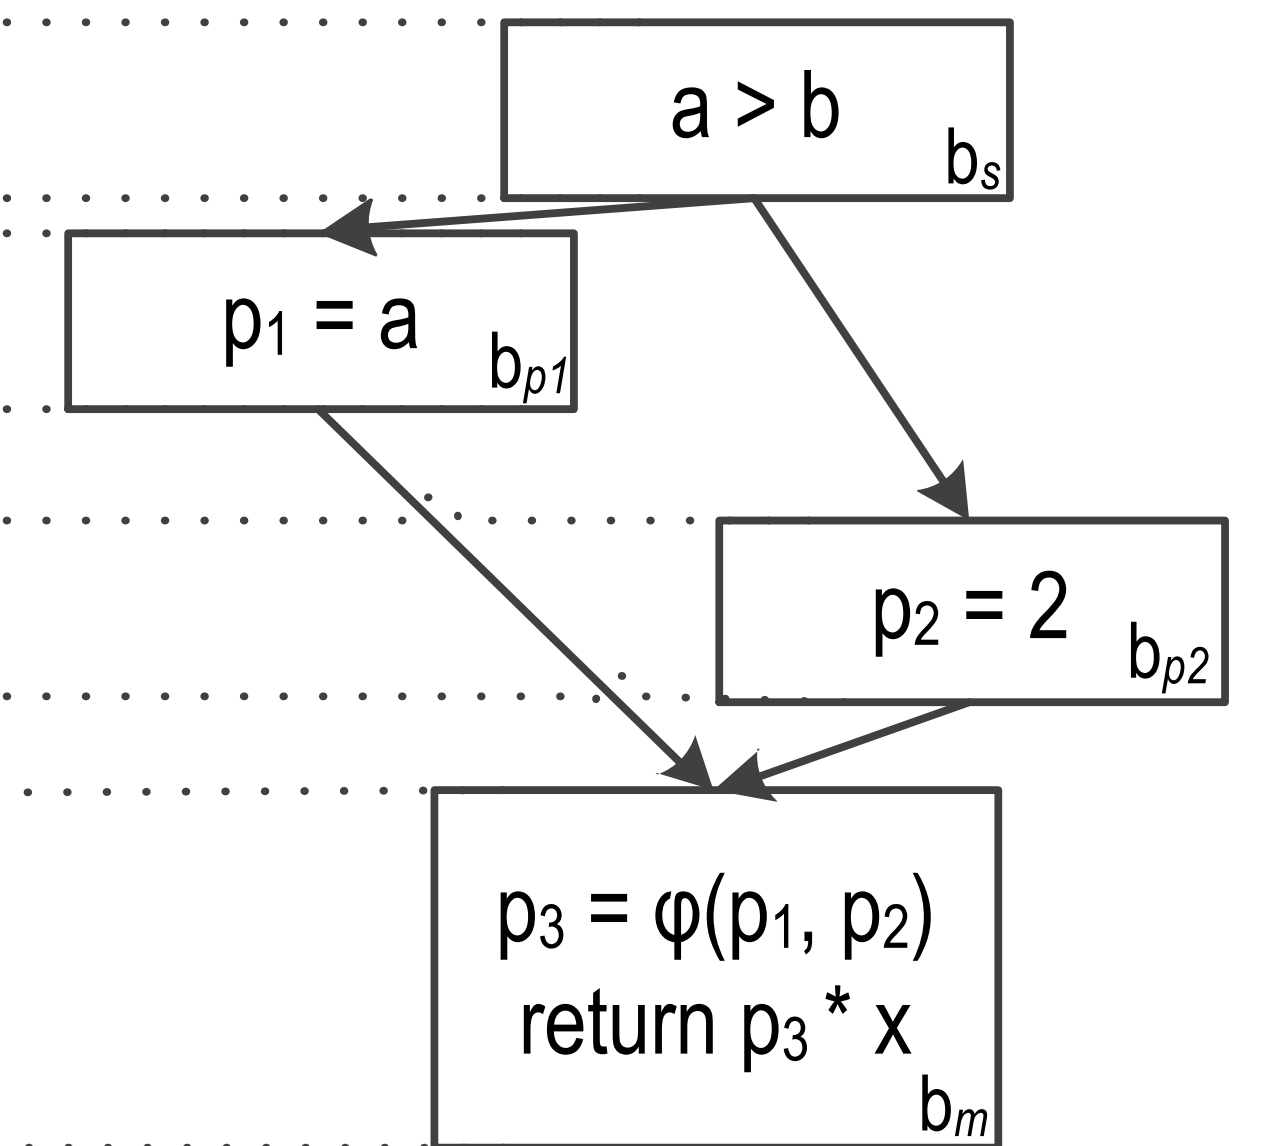 a > b
bs
p1 = a
bp1
p2 = 2
bp2
p3 = φ(p1, p2)
return p3 * x
bm